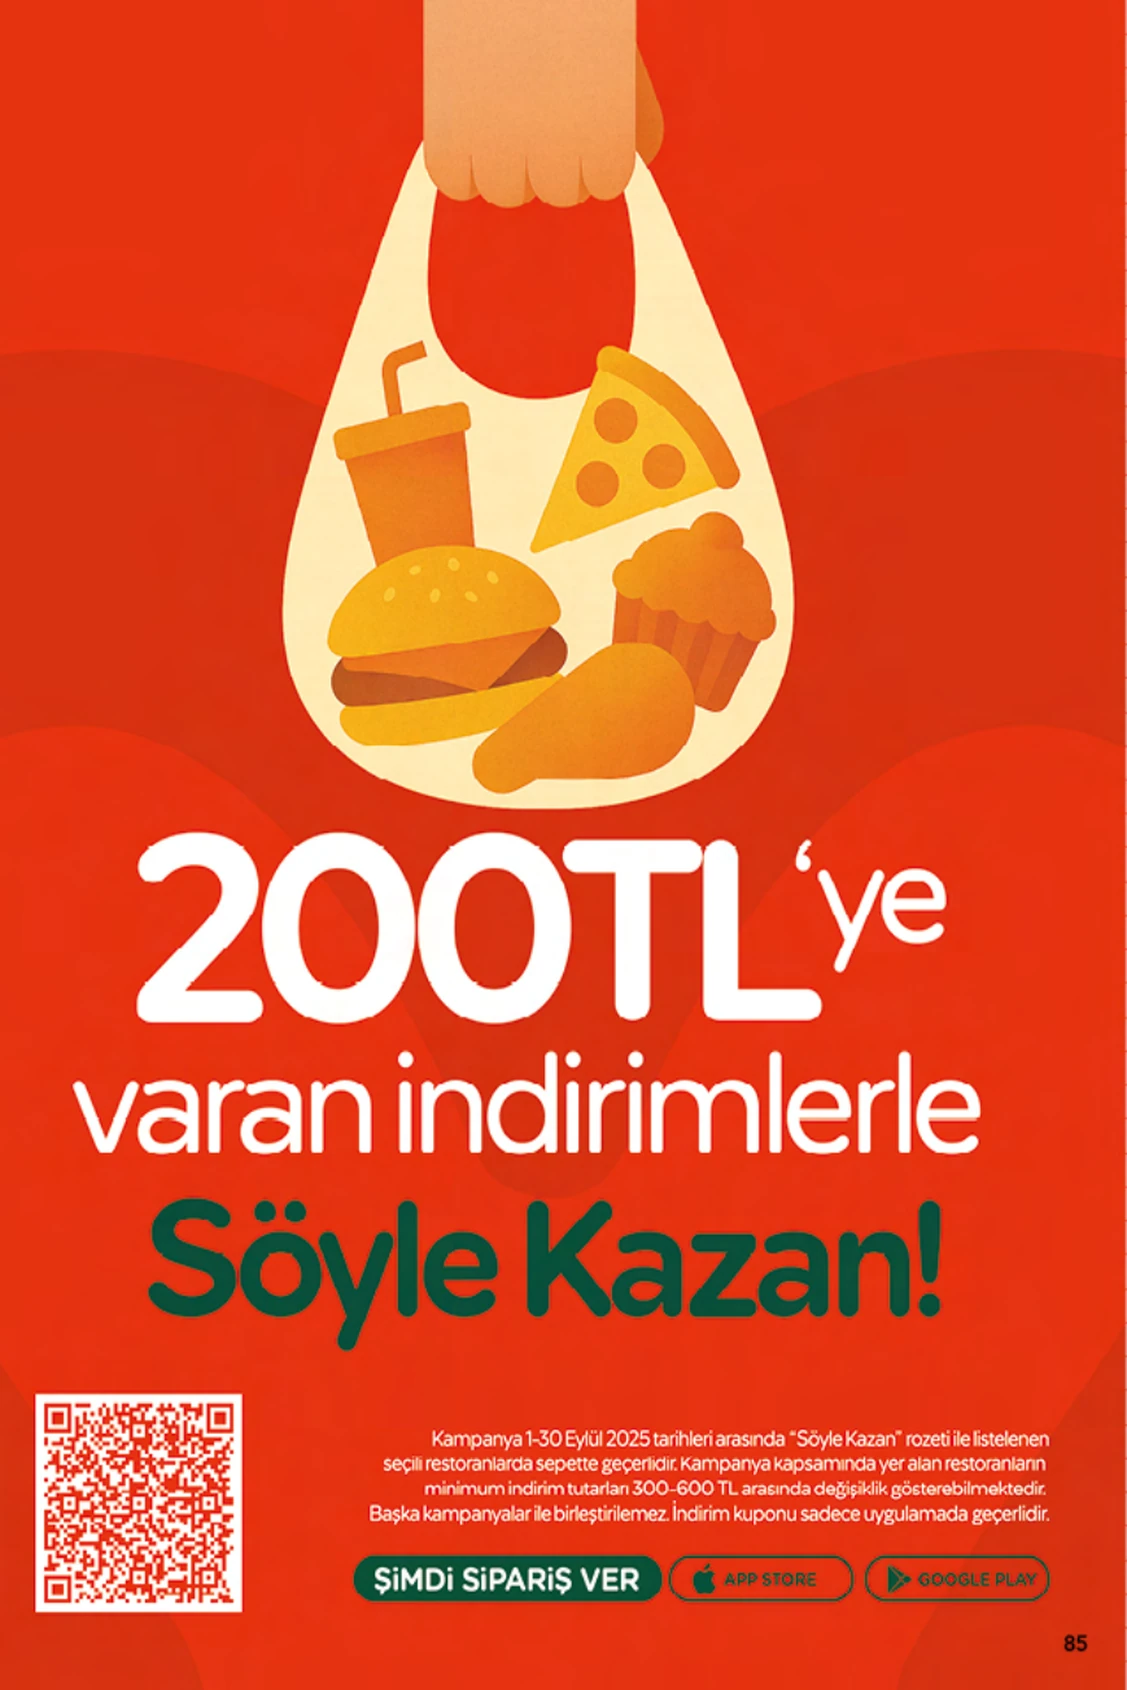 200TL‘ye
varan indirimlerle
Söyle Kazan!
Kampanya 1-30 Eylül 2025 tarihleri arasında “Söyle Kazan” rozeti ile listelenen
seçili restoranlarda sepette geçerlidir. Kampanya kapsamında yer alan restoranların
minimum indirim tutarları 300-600 TL arasında değişiklik gösterebilmektedir.
Başka kampanyalar ile birleştirilemez. İndirim kuponu sadece uygulamada geçerlidir.
ŞİMDİ SİPARİŞ VER
APP STORE
GOOGLE PLAY
85